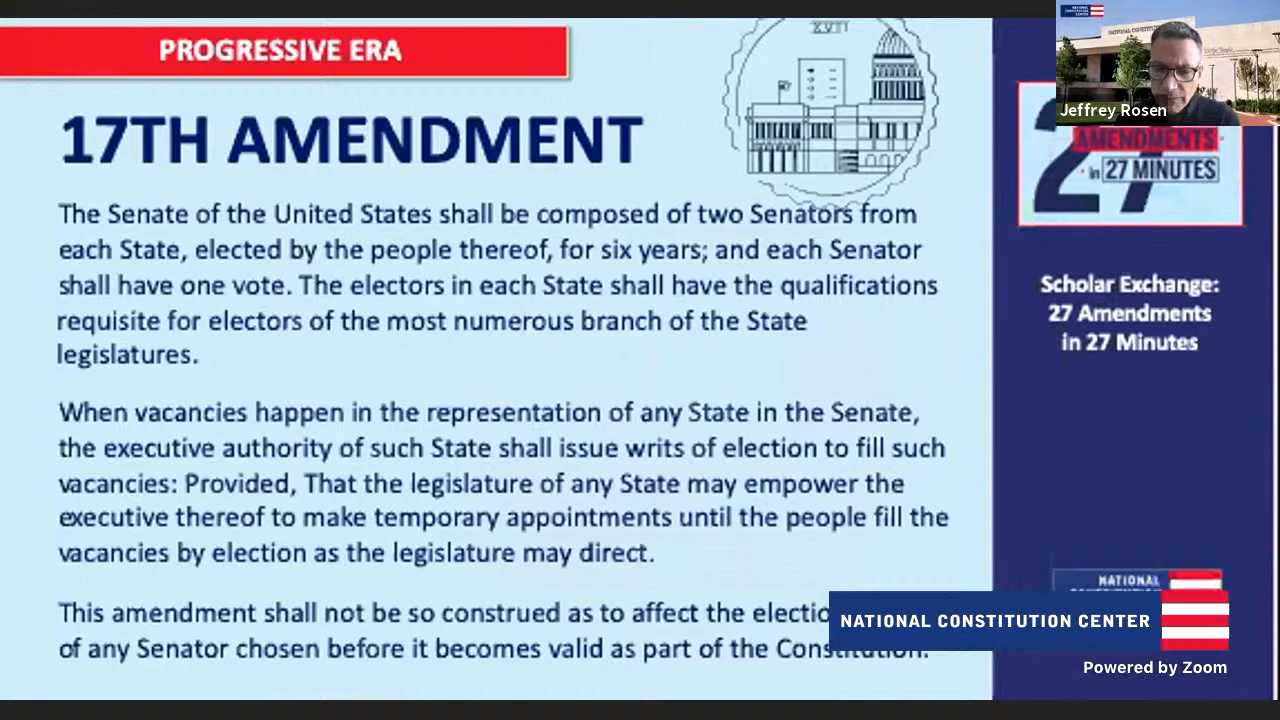 PROGRESSIVE ERA
XVII
17TH AMENDMENT
The Senate of the United States shall be composed of two Senators from
each State, elected by the people thereof, for six years; and each Senator
shall have one vote. The electors in each State shall have the qualifications
requisite for electors of the most numerous branch of the State
legislatures.
When vacancies happen in the representation of any State in the Senate,
the executive authority of such State shall issue writs of election to fill such
vacancies: Provided, That the legislature of any State may empower the
executive thereof to make temporary appointments until the people fill the
vacancies by election as the legislature may direct.
This amendment shall not be so construed as to affect the electio
of any Senator chosen before it becomes valid as part of the Constitution.
NATIONAL
CONSTITUTION
CENTER
Jeffrey Rosen
27
AMENDMENTS
in 27 MINUTES
Scholar Exchange:
27 Amendments
in 27 Minutes
NATIONAL
NATIONAL CONSTITUTION CENTER
Powered by Zoom